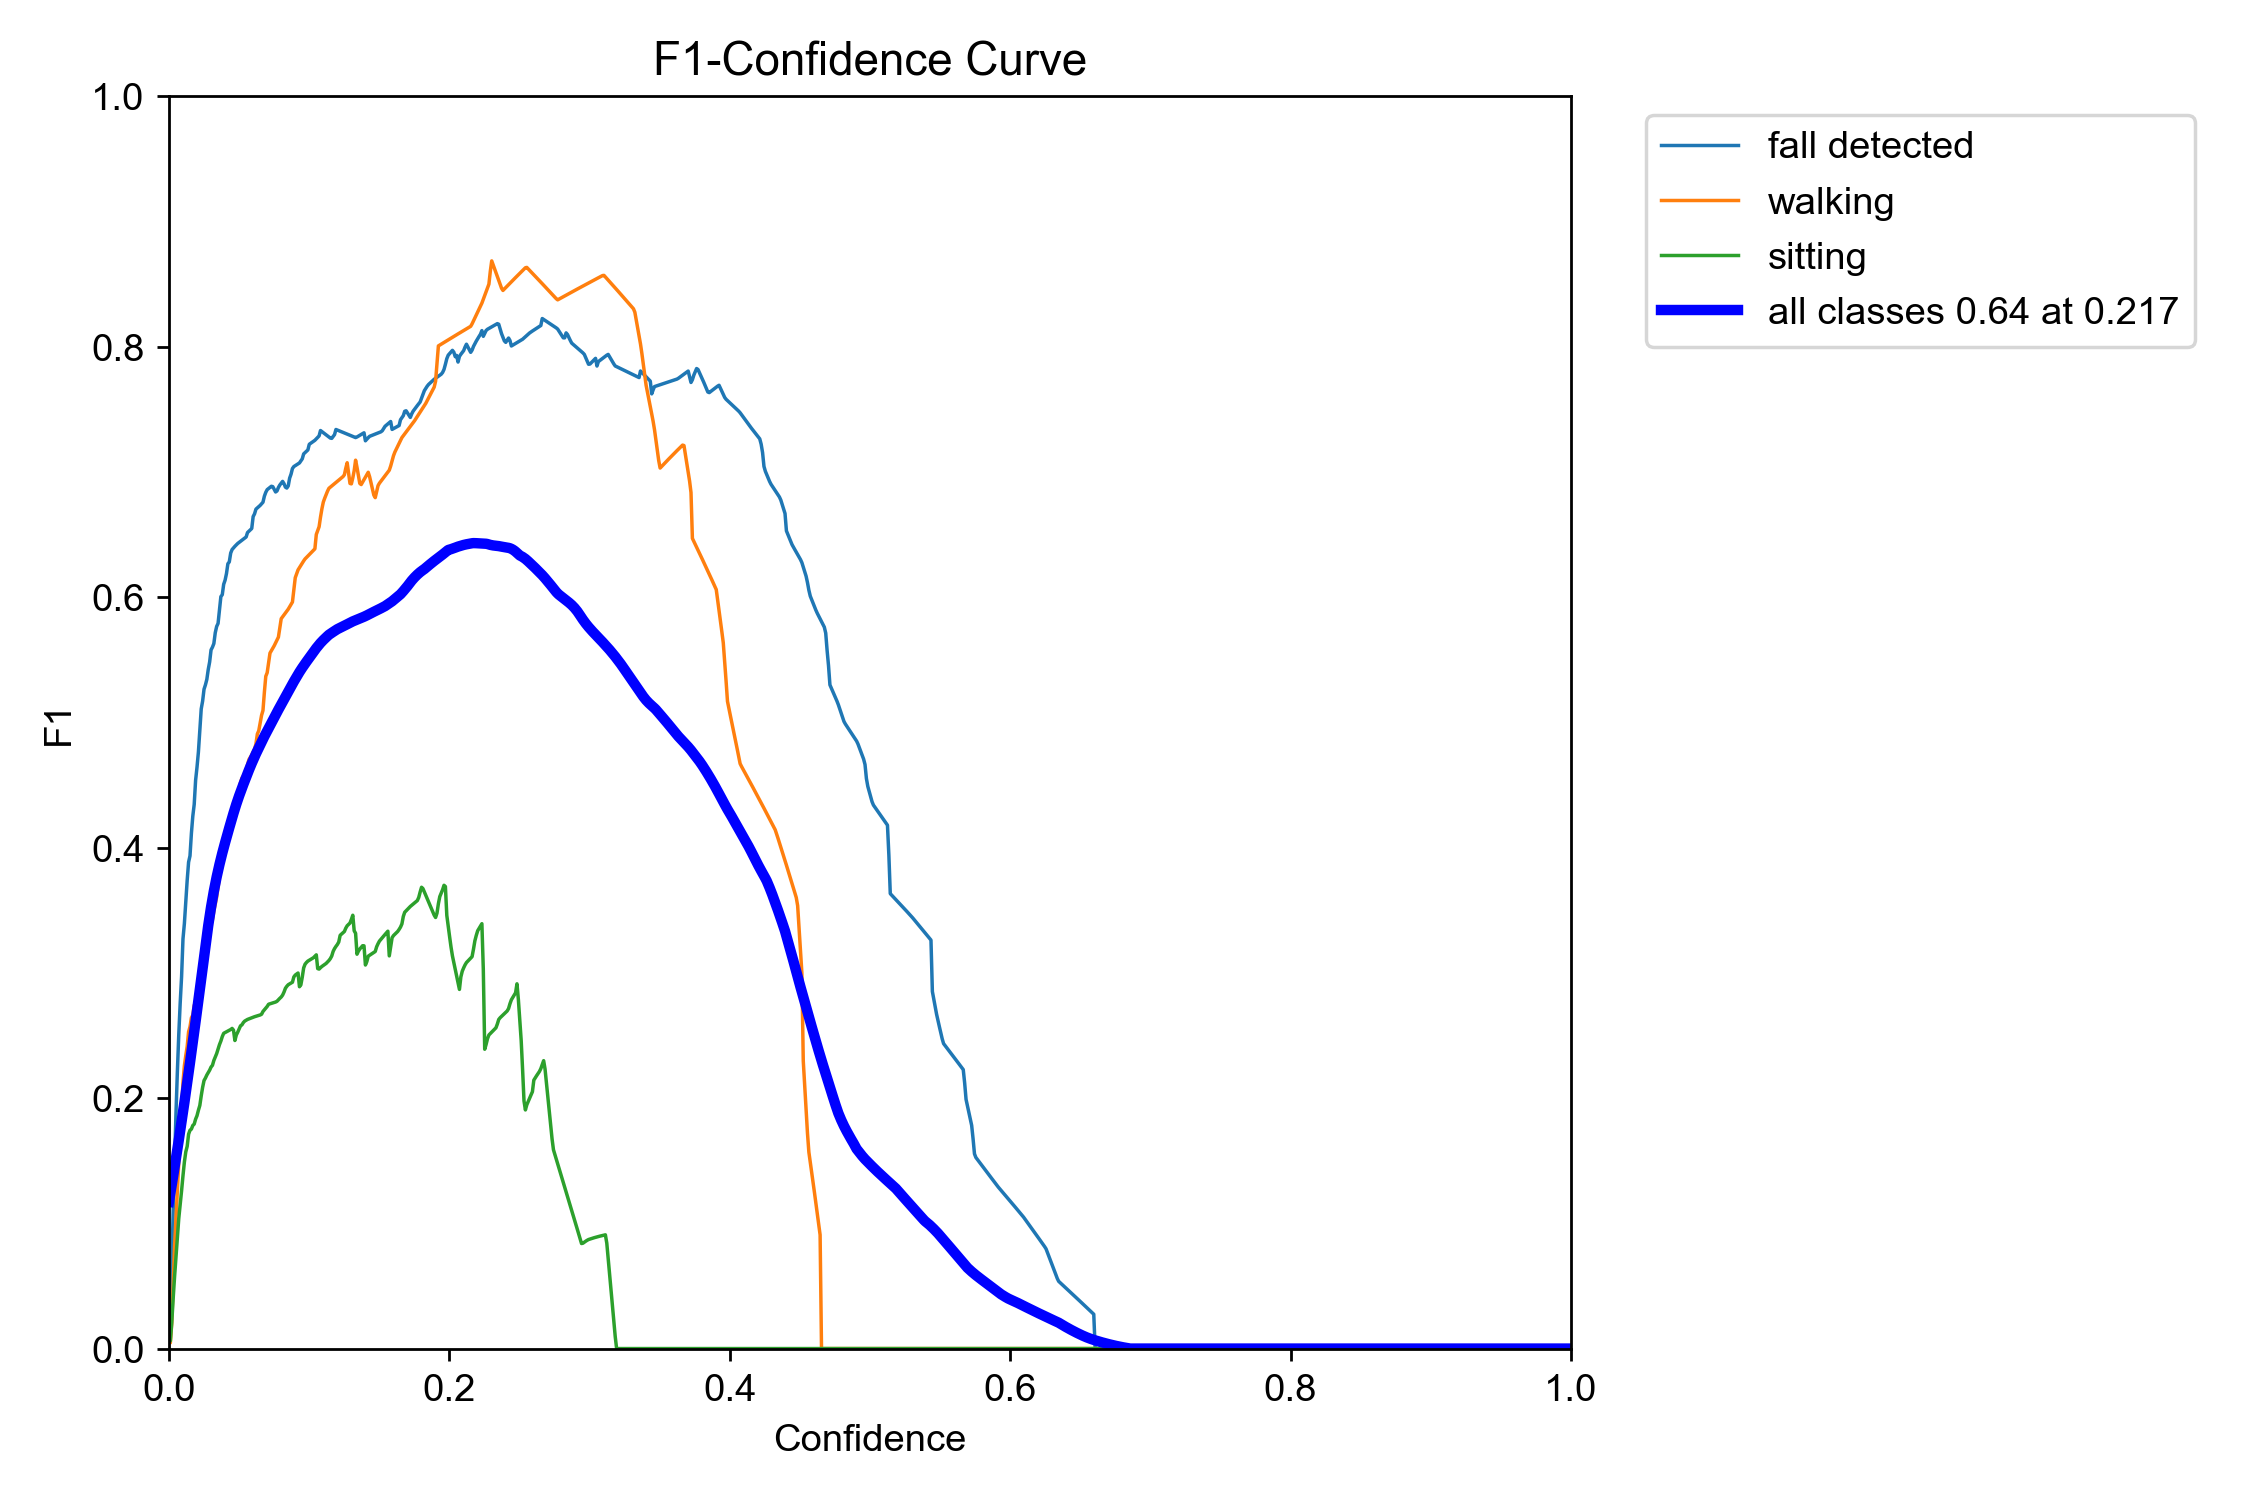 F1-Confidence Curve
1.0
0.8
0.6
0.4
0.2
0.0
F1
0.0 0.2 0.4 0.6 0.8 1.0
Confidence
fall detected
walking
sitting
all classes 0.64 at 0.217